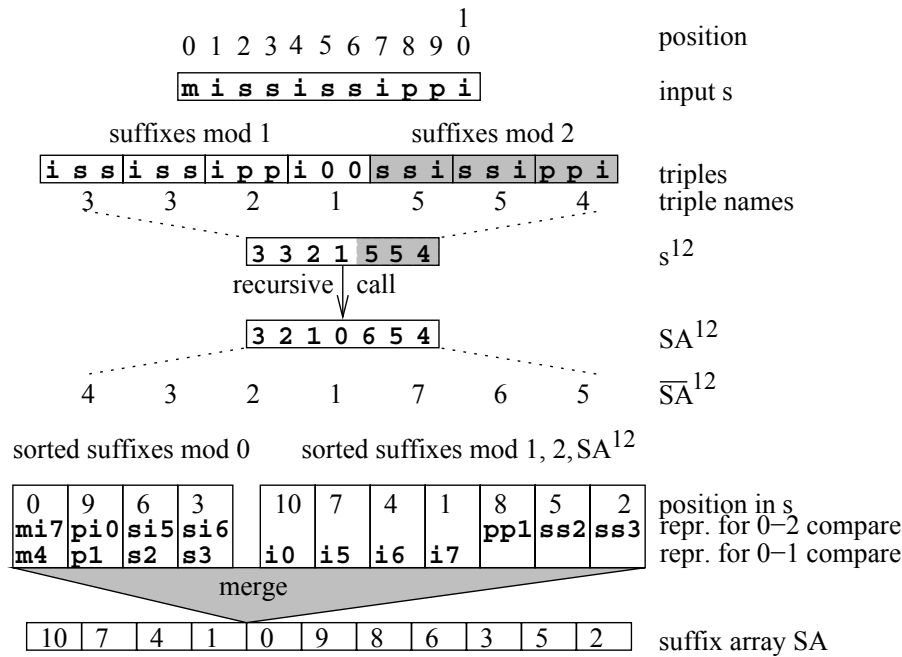 1
0 1 2 3 4 5 6 7 8 9 0 position
m i s s i s s i p p i input s
suffixes mod 1 suffixes mod 2
i s s i s s i p p i 0 0 s s i s s i p p i triples
3 3 2 1 5 5 4 triple names
3 3 2 1 5 5 4 s12
recursive call
3 2 1 0 6 5 4 SA12
4 3 2 1 7 6 5 S̅A̅12
sorted suffixes mod 0 sorted suffixes mod 1, 2, SA12
0 9 6 3 10 7 4 1 8 5 2 position in s
mi7 pi0 si5 si6 pp1 ss2 ss3 repr. for 0−2 compare
m4 p1 s2 s3 i0 i5 i6 i7 repr. for 0−1 compare
merge
10 7 4 1 0 9 8 6 3 5 2 suffix array SA